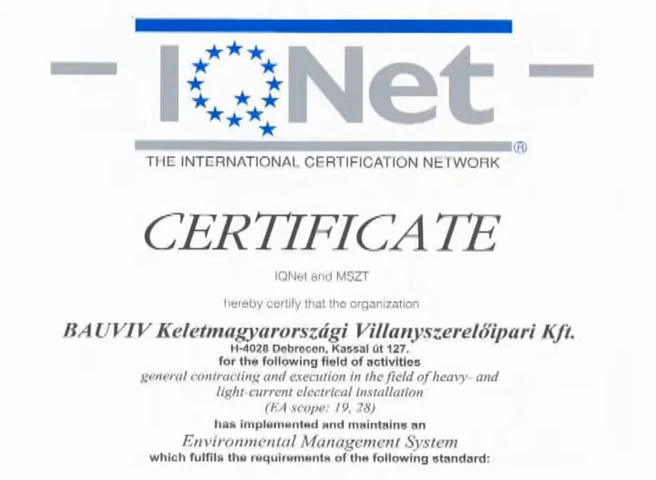 IQNet
®
THE INTERNATIONAL CERTIFICATION NETWORK
CERTIFICATE
IQNet and MSZT
hereby certify that the organization
BAUVIV Keletmagyarországi Villanyszerelőipari Kft.
H-4028 Debrecen, Kassai út 127.
for the following field of activities
general contracting and execution in the field of heavy- and
light-current electrical installation
(EA scope: 19, 28)
has implemented and maintains an
Environmental Management System
which fulfils the requirements of the following standard: